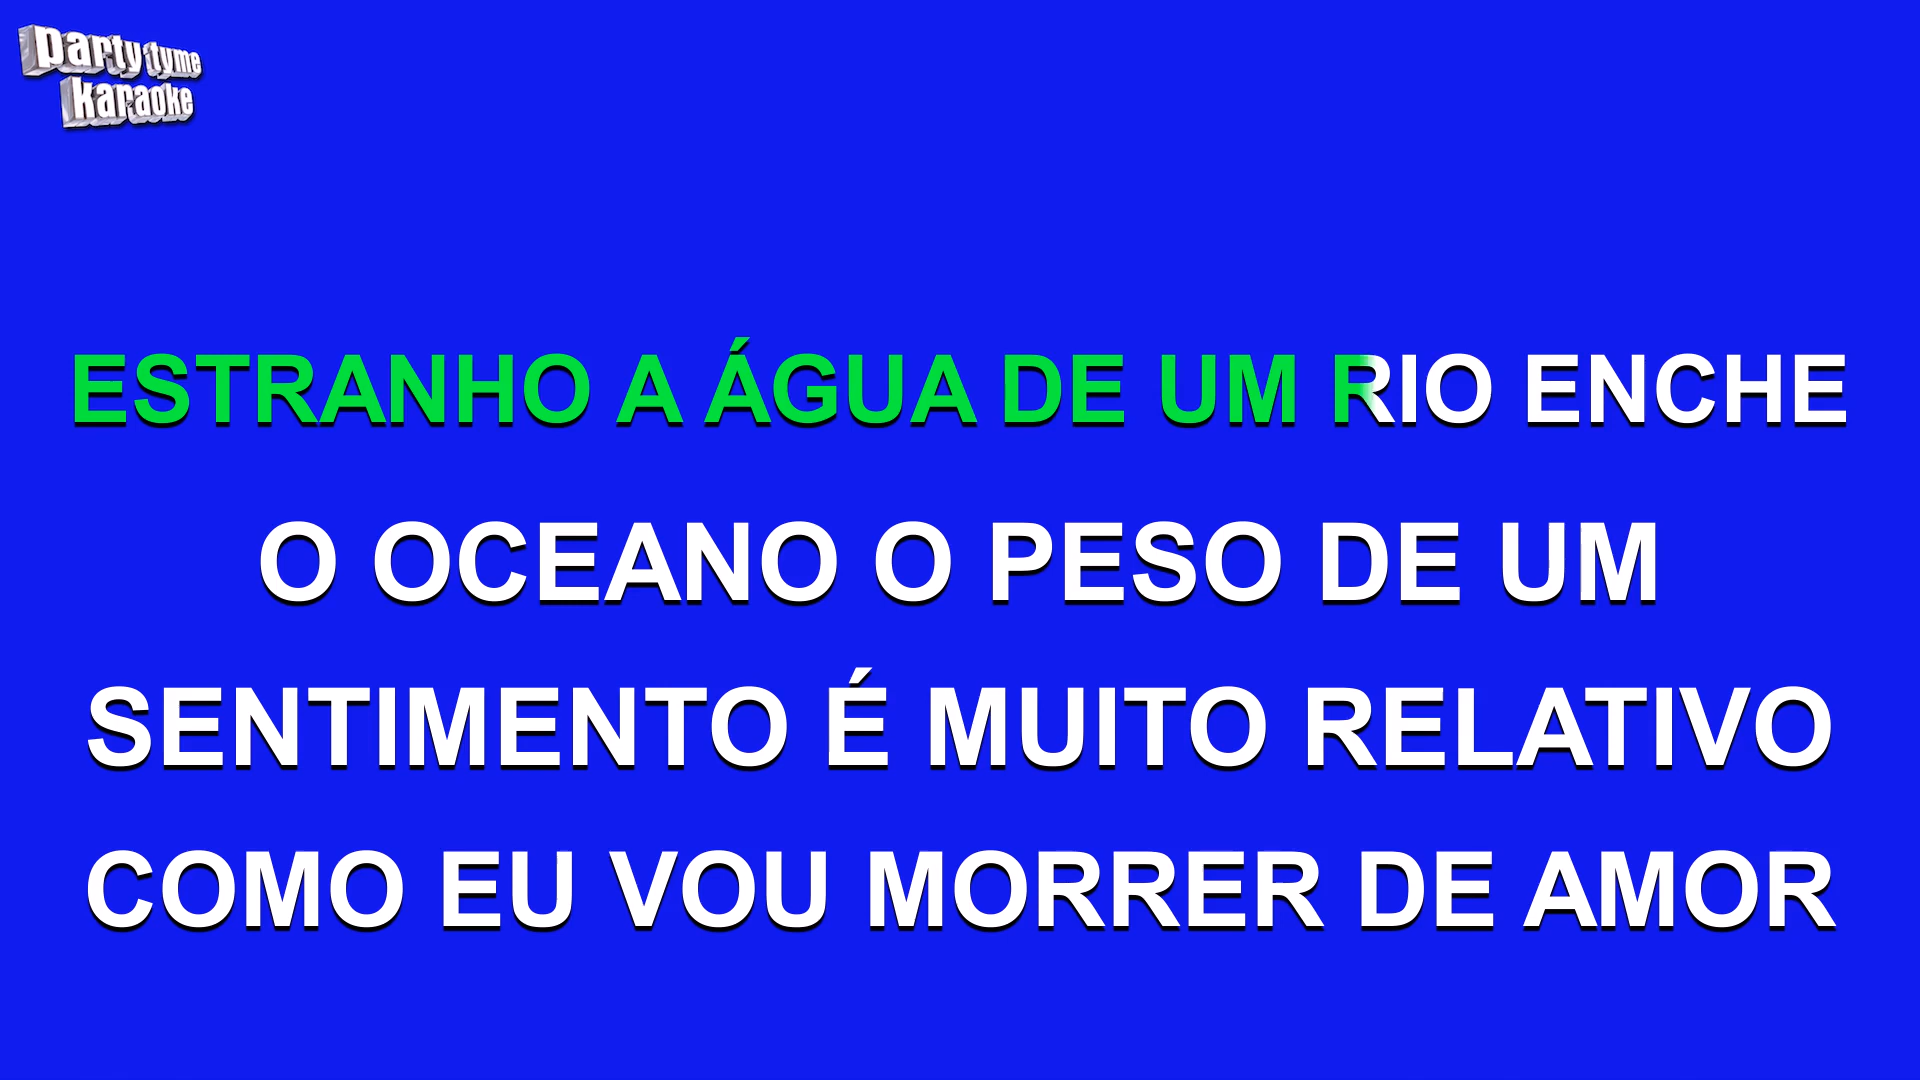 party tyme
karaoke
ESTRANHO A ÁGUA DE UM RIO ENCHE
O OCEANO O PESO DE UM
SENTIMENTO É MUITO RELATIVO
COMO EU VOU MORRER DE AMOR